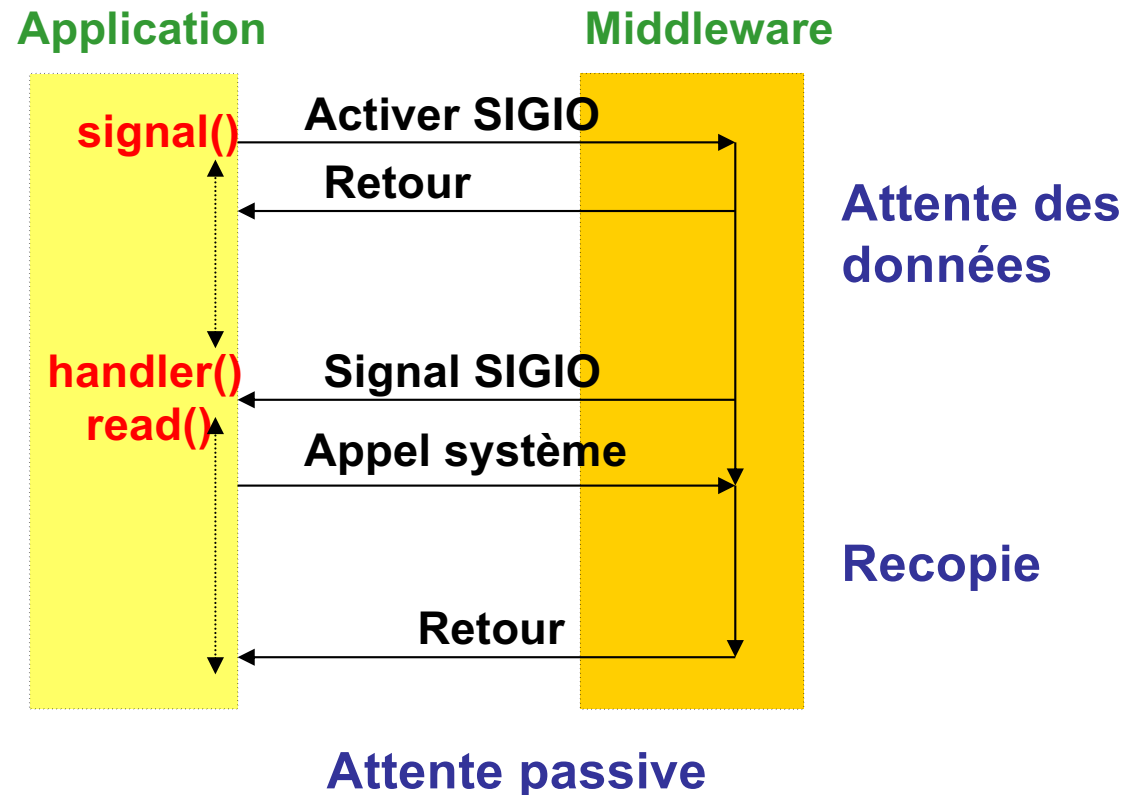 Application
Middleware
signal()
Activer SIGIO
Retour
Attente des
données
handler()
Signal SIGIO
read()
Appel système
Recopie
Retour
Attente passive